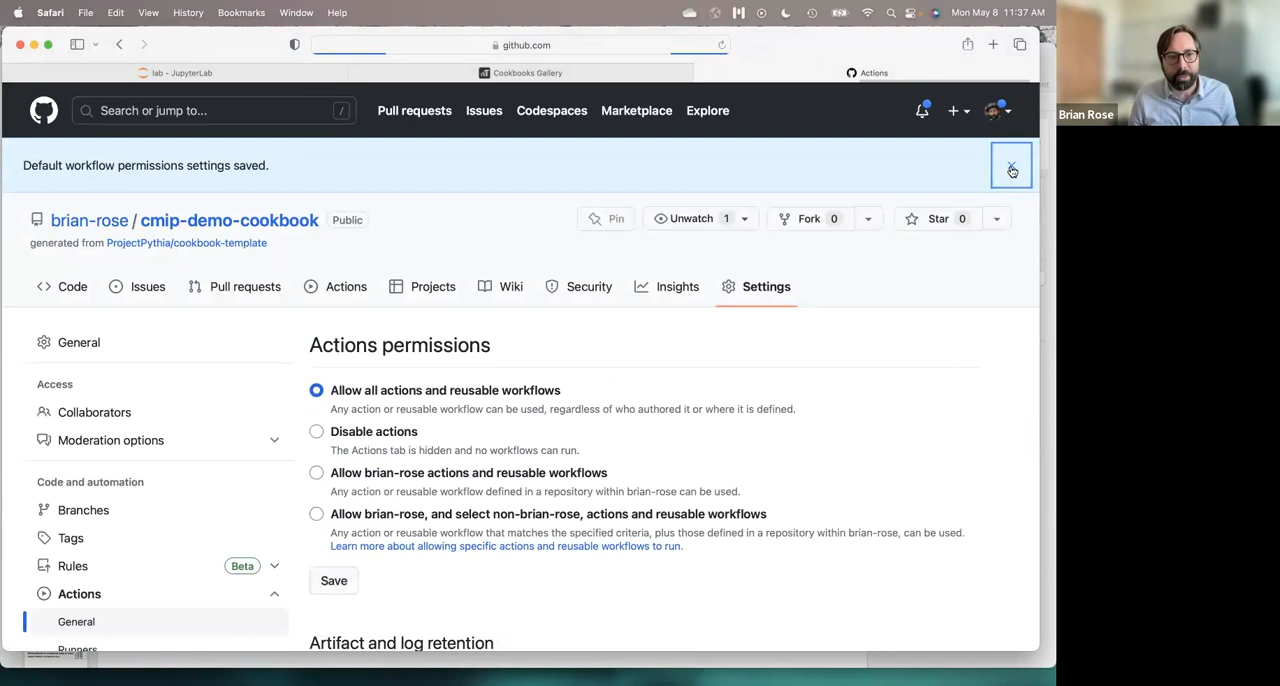 Safari File Edit View History Bookmarks Window Help Mon May 8 11:37 AM
github.com
lab - JupyterLab Cookbooks Gallery Actions
Search or jump to... / Pull requests Issues Codespaces Marketplace Explore
Brian Rose
Default workflow permissions settings saved.
brian-rose / cmip-demo-cookbook Public Pin Unwatch 1 Fork 0 Star 0
generated from ProjectPythia/cookbook-template
Code Issues Pull requests Actions Projects Wiki Security Insights Settings
General
Access
Collaborators
Moderation options
Code and automation
Branches
Tags
Rules Beta
Actions
General
Runners
Actions permissions
Allow all actions and reusable workflows
Any action or reusable workflow can be used, regardless of who authored it or where it is defined.
Disable actions
The Actions tab is hidden and no workflows can run.
Allow brian-rose actions and reusable workflows
Any action or reusable workflow defined in a repository within brian-rose can be used.
Allow brian-rose, and select non-brian-rose, actions and reusable workflows
Any action or reusable workflow that matches the specified criteria, plus those defined in a repository within brian-rose, can be used.
Learn more about allowing specific actions and reusable workflows to run.
Save
Artifact and log retention